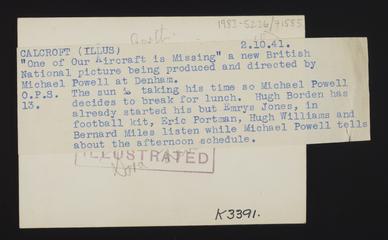 1983-5236/71555
CALCROFT (ILLUS) 2.10.41.
"One of Our Aircraft is Missing" a new British
National picture being produced and directed by
Michael Powell at Denham.
O.P.S. The sun is taking his time so Michael Powell
13. decides to break for lunch. Hugh Borden has
already started his but Emrys Jones, in
football kit, Eric Portman, Hugh Williams and
Bernard Miles listen while Michael Powell tells
about the afternoon schedule.
ILLUSTRATED
K3391.